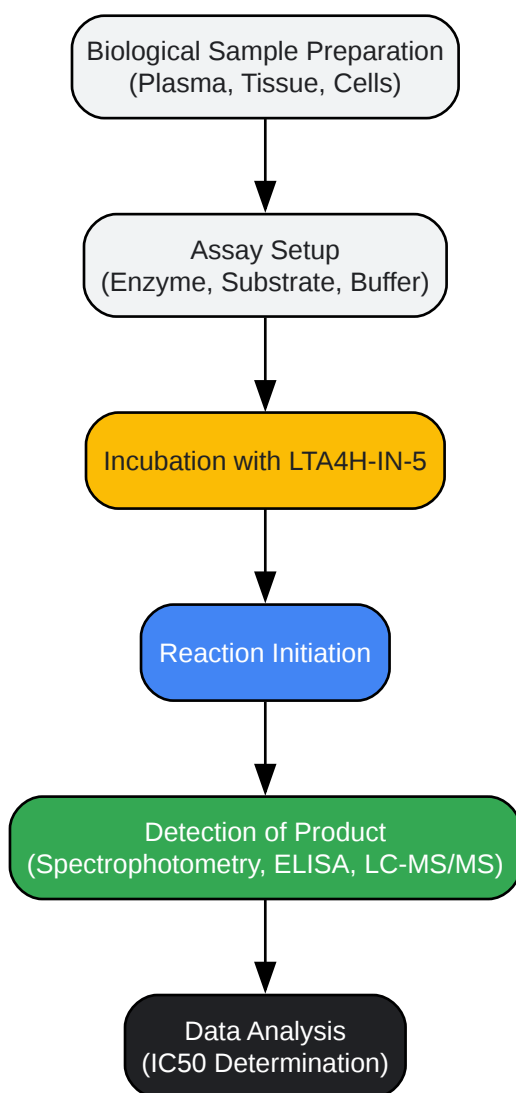 Biological Sample Preparation
(Plasma, Tissue, Cells)
Assay Setup
(Enzyme, Substrate, Buffer)
Incubation with LTA4H-IN-5
Reaction Initiation
Detection of Product
(Spectrophotometry, ELISA, LC-MS/MS)
Data Analysis
(IC50 Determination)